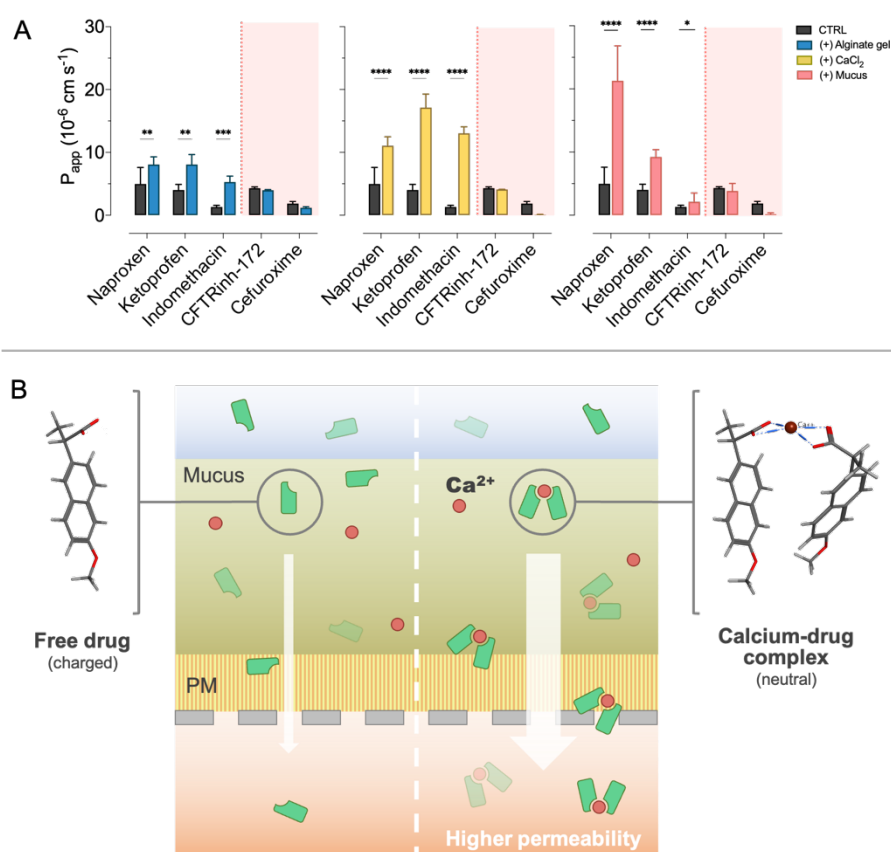 A
P_app (10⁻⁶ cm s⁻¹)
30
20
10
0
** ** ***
**** **** ****
**** **** *
CTRL
(+) Alginate gel
(+) CaCl₂
(+) Mucus
Naproxen
Ketoprofen
Indomethacin
CFTRinh-172
Cefuroxime
Naproxen
Ketoprofen
Indomethacin
CFTRinh-172
Cefuroxime
Naproxen
Ketoprofen
Indomethacin
CFTRinh-172
Cefuroxime
B
Mucus
Ca²⁺
Free drug
(charged)
Calcium-drug
complex
(neutral)
PM
Higher permeability